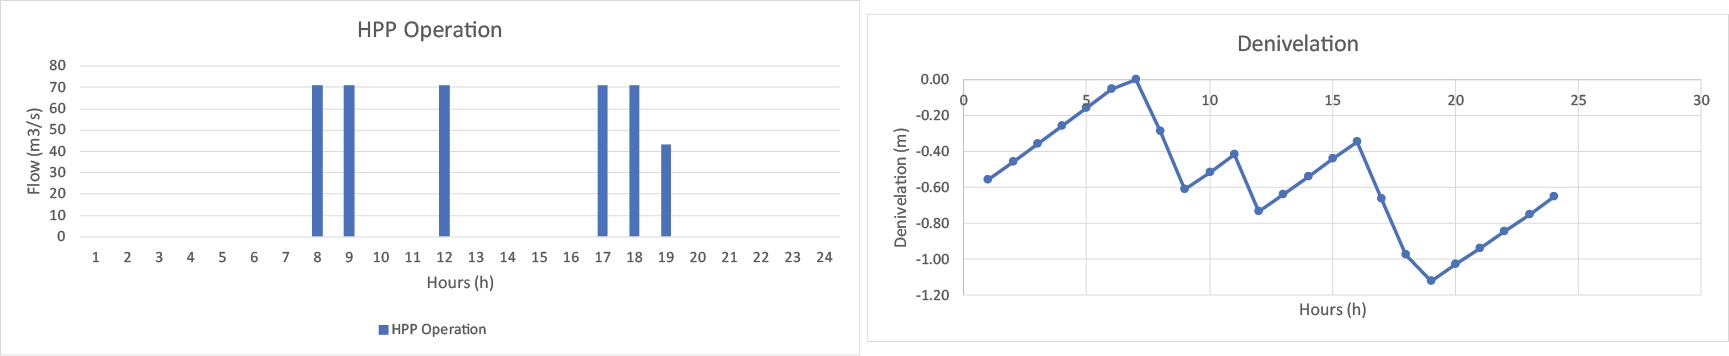 HPP Operation
80
70
60
50
40
30
20
10
0
Flow (m3/s)
1 2 3 4 5 6 7 8 9 10 11 12 13 14 15 16 17 18 19 20 21 22 23 24
Hours (h)
HPP Operation
Denivelation
0.00
-0.20
-0.40
-0.60
-0.80
-1.00
-1.20
Denivelation (m)
0 5 10 15 20 25 30
Hours (h)